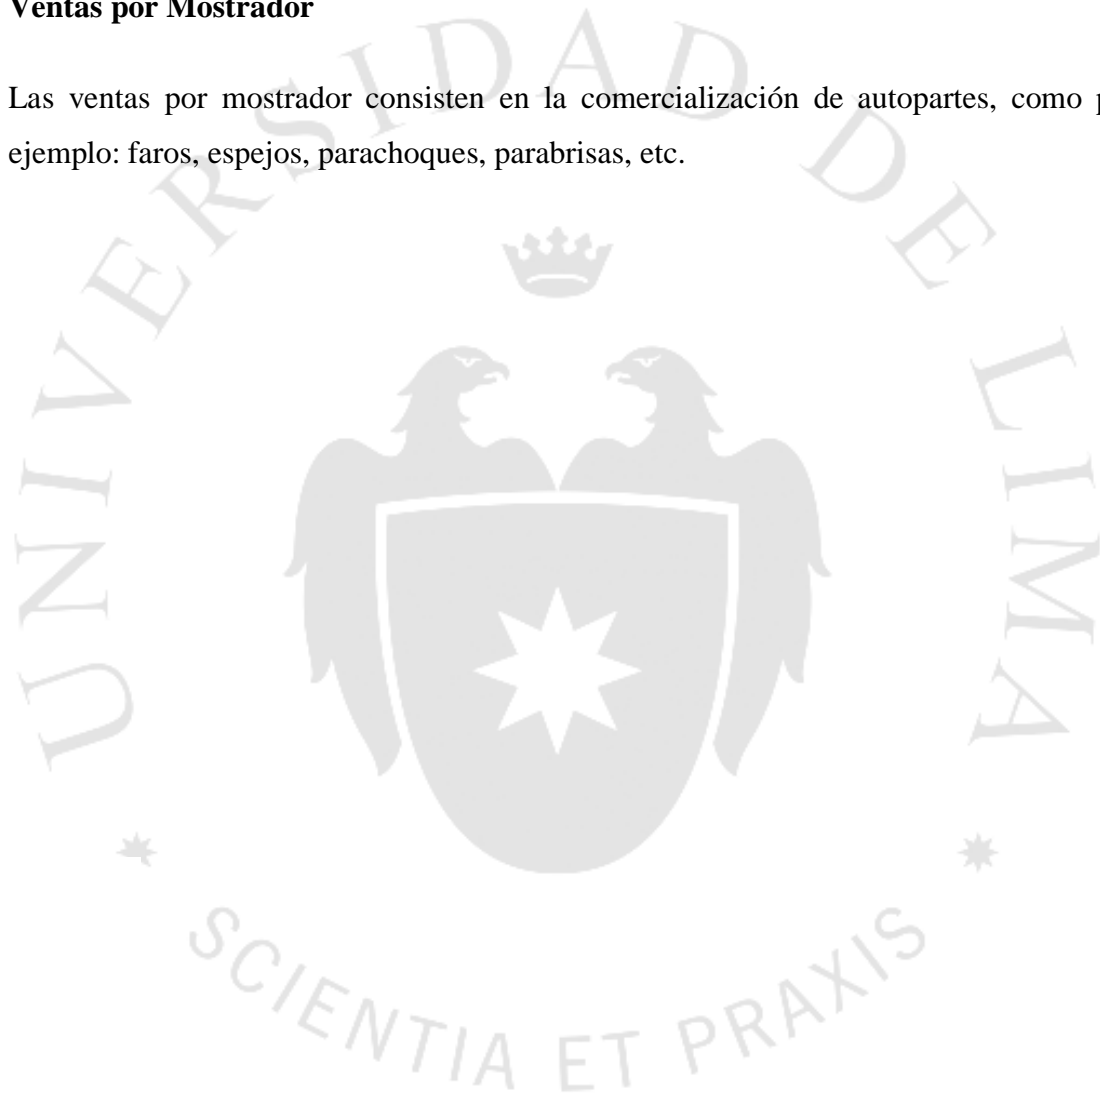 Ventas por Mostrador
Las ventas por mostrador consisten en la comercialización de autopartes, como p
ejemplo: faros, espejos, parachoques, parabrisas, etc.
UNIVERSIDAD DE LIMA
SCIENTIA ET PRAXIS